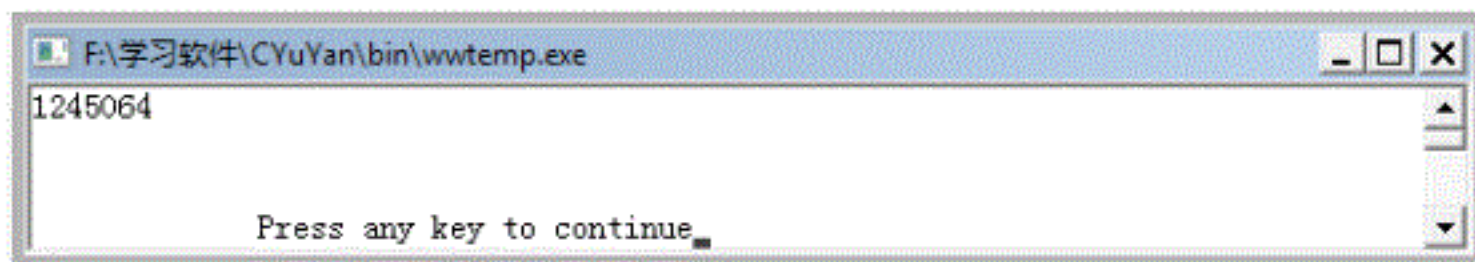 F:\学习软件\CYuYan\bin\wwtemp.exe
1245064
Press any key to continue